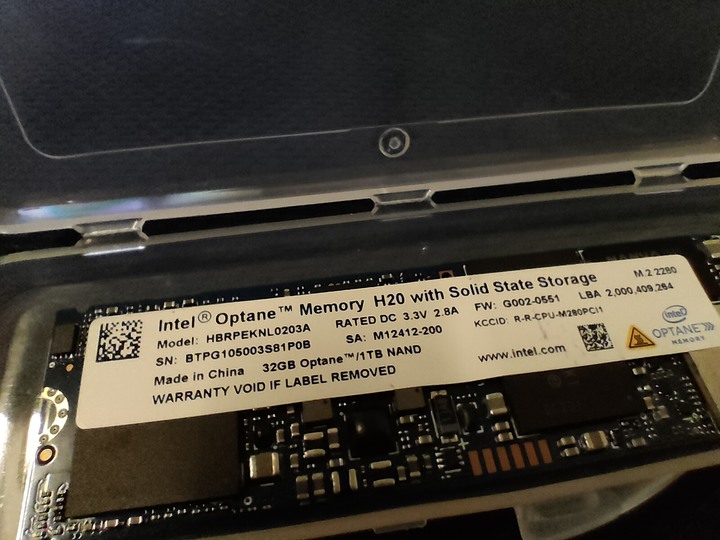 Intel® Optane™ Memory H20 with Solid State Storage
M.2 2280
Model: HBRPEKNL0203A
RATED DC 3.3V 2.8A
FW: G002-0551
LBA 2,000,409,264
SN: BTPG105003S81P0B
SA: M12412-200
KCCID: R-R-CPU-M280PCI1
Made in China
32GB Optane™/1TB NAND
www.intel.com
intel
OPTANE
MEMORY
WARRANTY VOID IF LABEL REMOVED